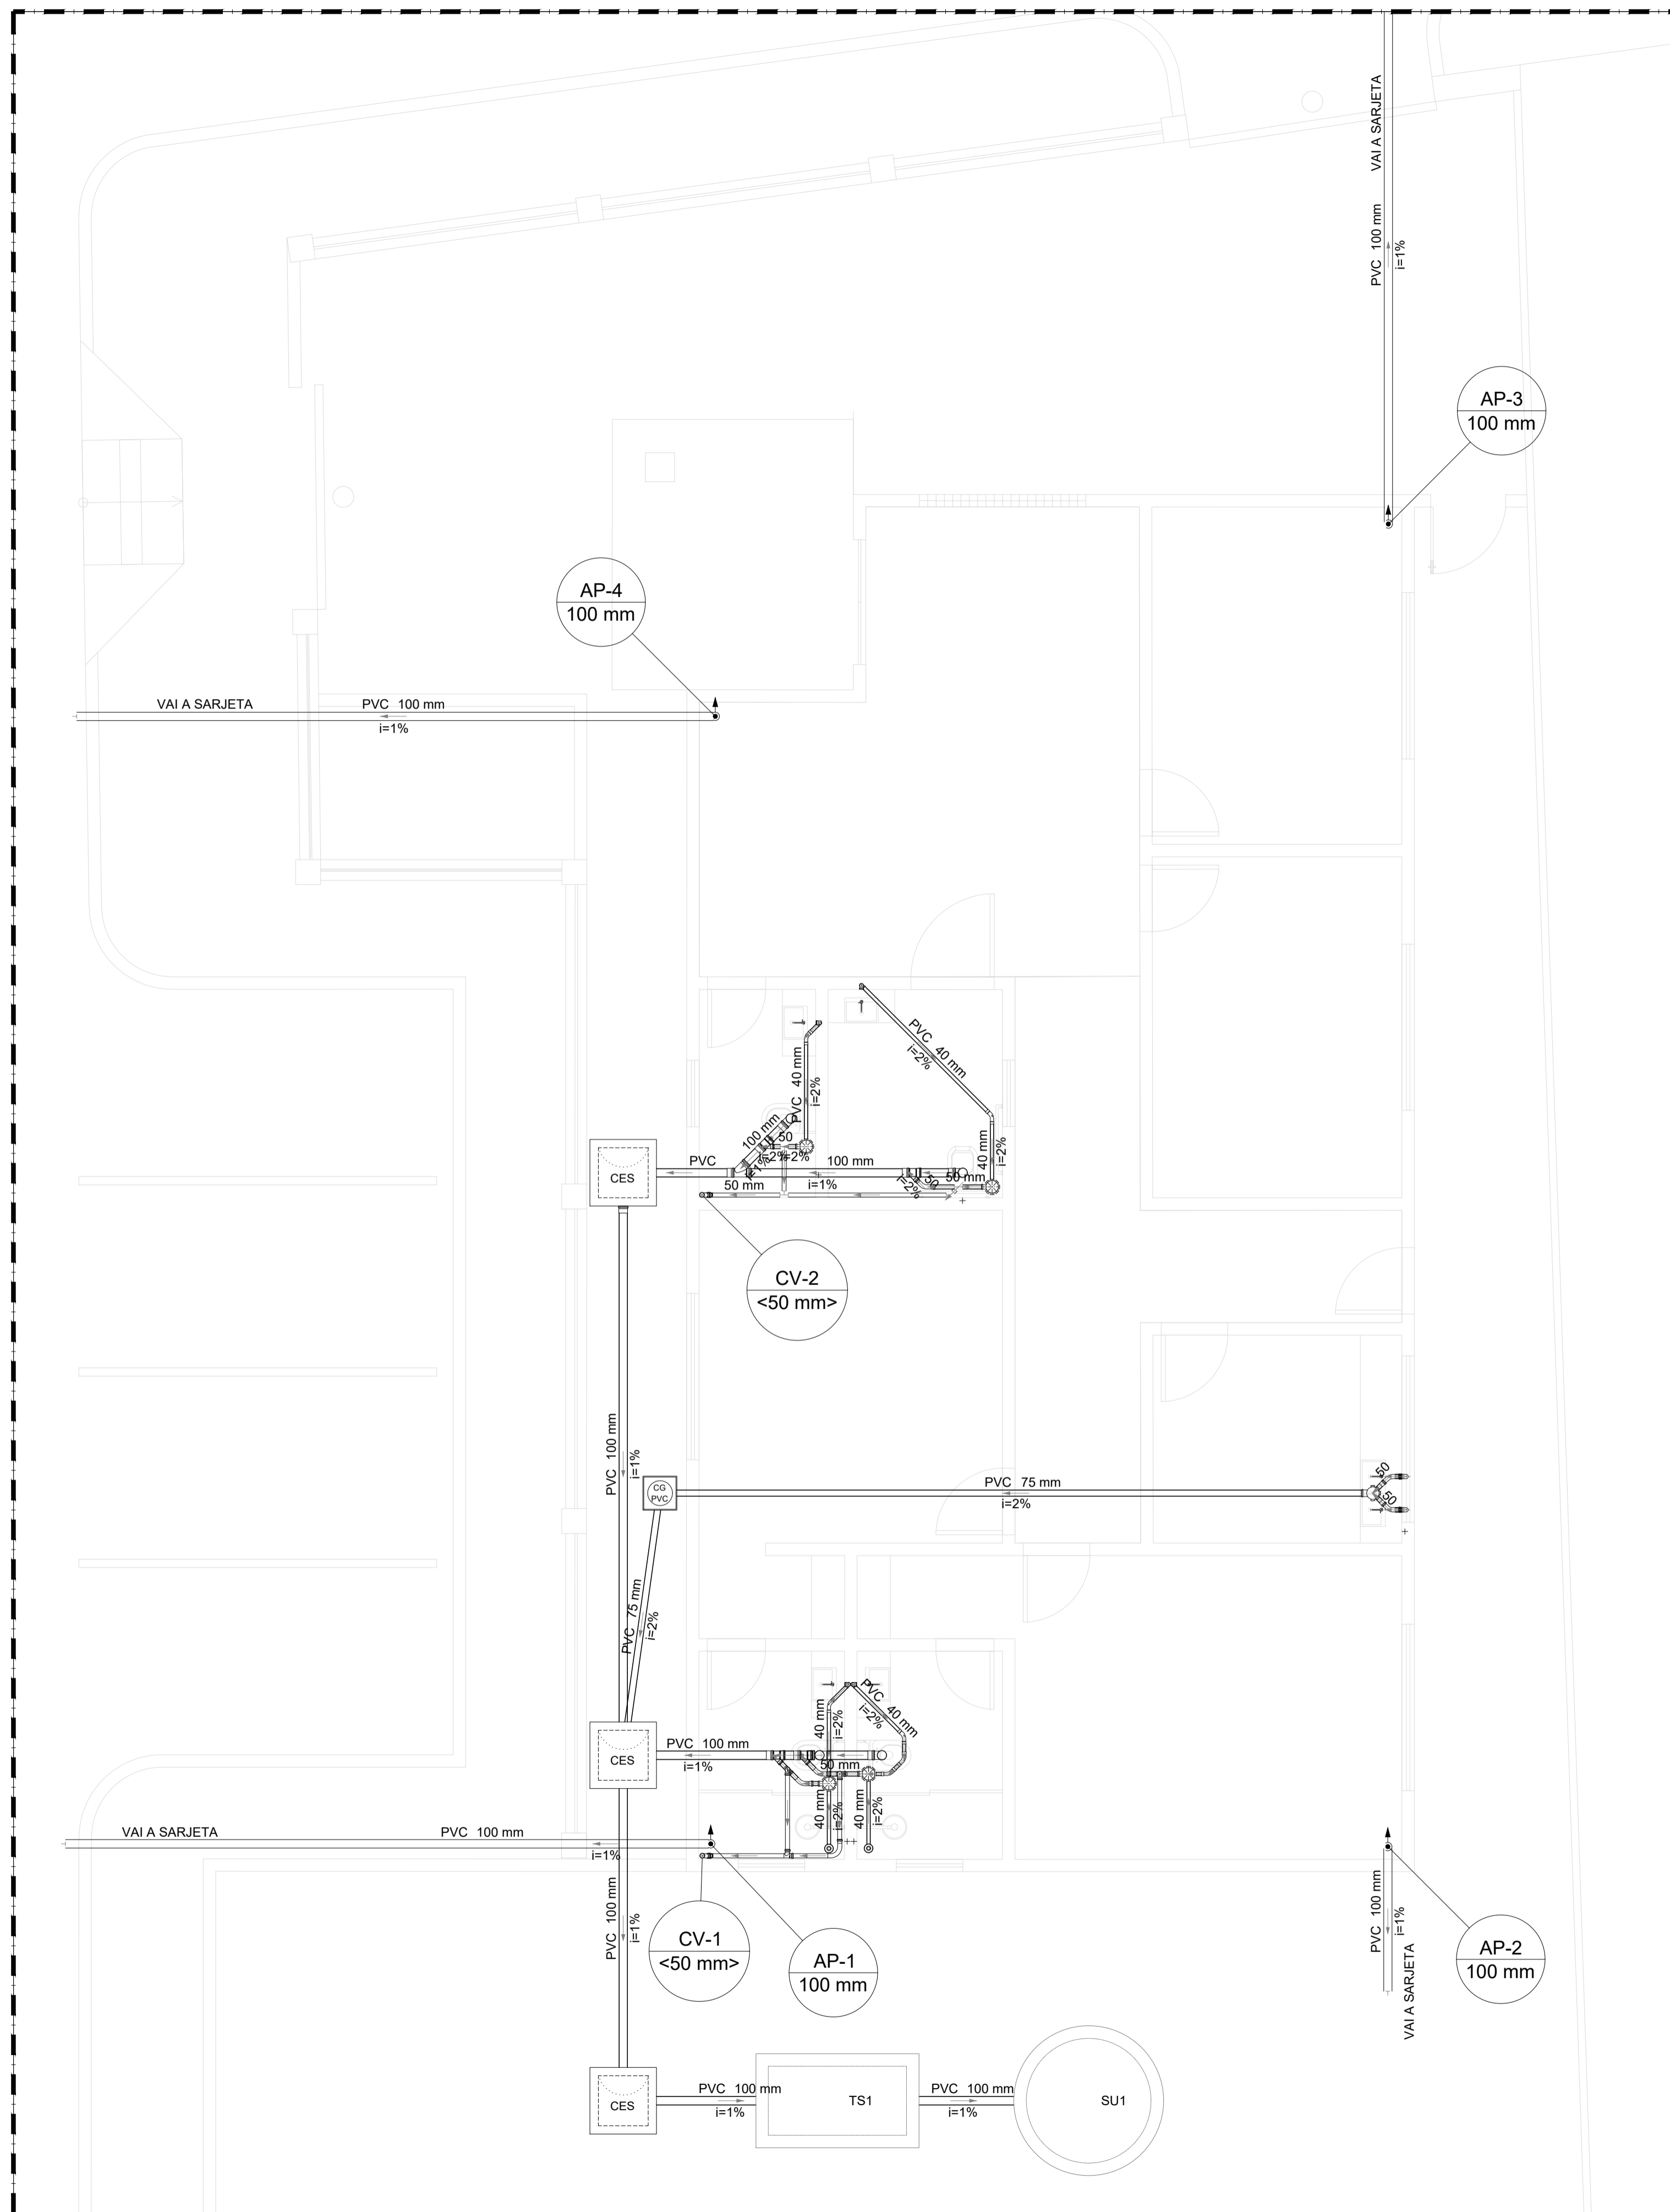 VAI A SARJETA
PVC 100 mm
i=1%
AP-3
100 mm
AP-4
100 mm
VAI A SARJETA
PVC 100 mm
i=1%
PVC 40 mm
i=2%
PVC 40 mm
i=2%
40 mm
i=2%
100 mm
i=1%
50
i=2%
i=2%
CES
PVC 100 mm
i=1%
50
i=2%
50 mm
50 mm
CV-2
<50 mm>
PVC 100 mm
i=1%
CG
PVC
PVC 75 mm
i=2%
50
50
PVC 75 mm
i=2%
PVC 40 mm
i=2%
40 mm
i=2%
CES
PVC 100 mm
i=1%
50 mm
40 mm
i=2%
40 mm
i=2%
VAI A SARJETA
PVC 100 mm
i=1%
PVC 100 mm
i=1%
CV-1
<50 mm>
AP-1
100 mm
PVC 100 mm
i=1%
VAI A SARJETA
AP-2
100 mm
CES
PVC 100 mm
i=1%
TS1
PVC 100 mm
i=1%
SU1